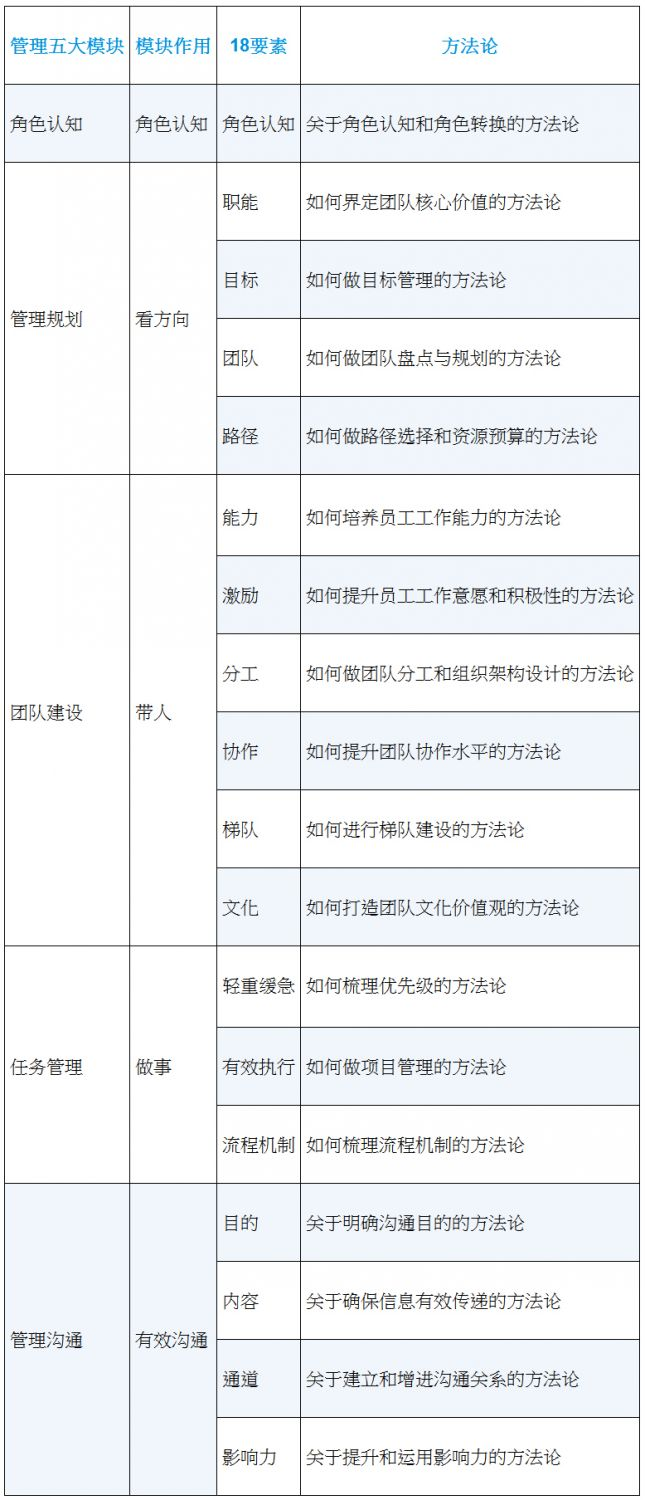 管理五大模块 模块作用 18要素 方法论
角色认知 角色认知 角色认知 关于角色认知和角色转换的方法论
管理规划 看方向 职能 如何界定团队核心价值的方法论
目标 如何做目标管理的方法论
团队 如何做团队盘点与规划的方法论
路径 如何做路径选择和资源预算的方法论
团队建设 带人 能力 如何培养员工工作能力的方法论
激励 如何提升员工工作意愿和积极性的方法论
分工 如何做团队分工和组织架构设计的方法论
协作 如何提升团队协作水平的方法论
梯队 如何进行梯队建设的方法论
文化 如何打造团队文化价值观的方法论
任务管理 做事 轻重缓急 如何梳理优先级的方法论
有效执行 如何做项目管理的方法论
流程机制 如何梳理流程机制的方法论
管理沟通 有效沟通 目的 关于明确沟通目的的方法论
内容 关于确保信息有效传递的方法论
通道 关于建立和增进沟通关系的方法论
影响力 关于提升和运用影响力的方法论